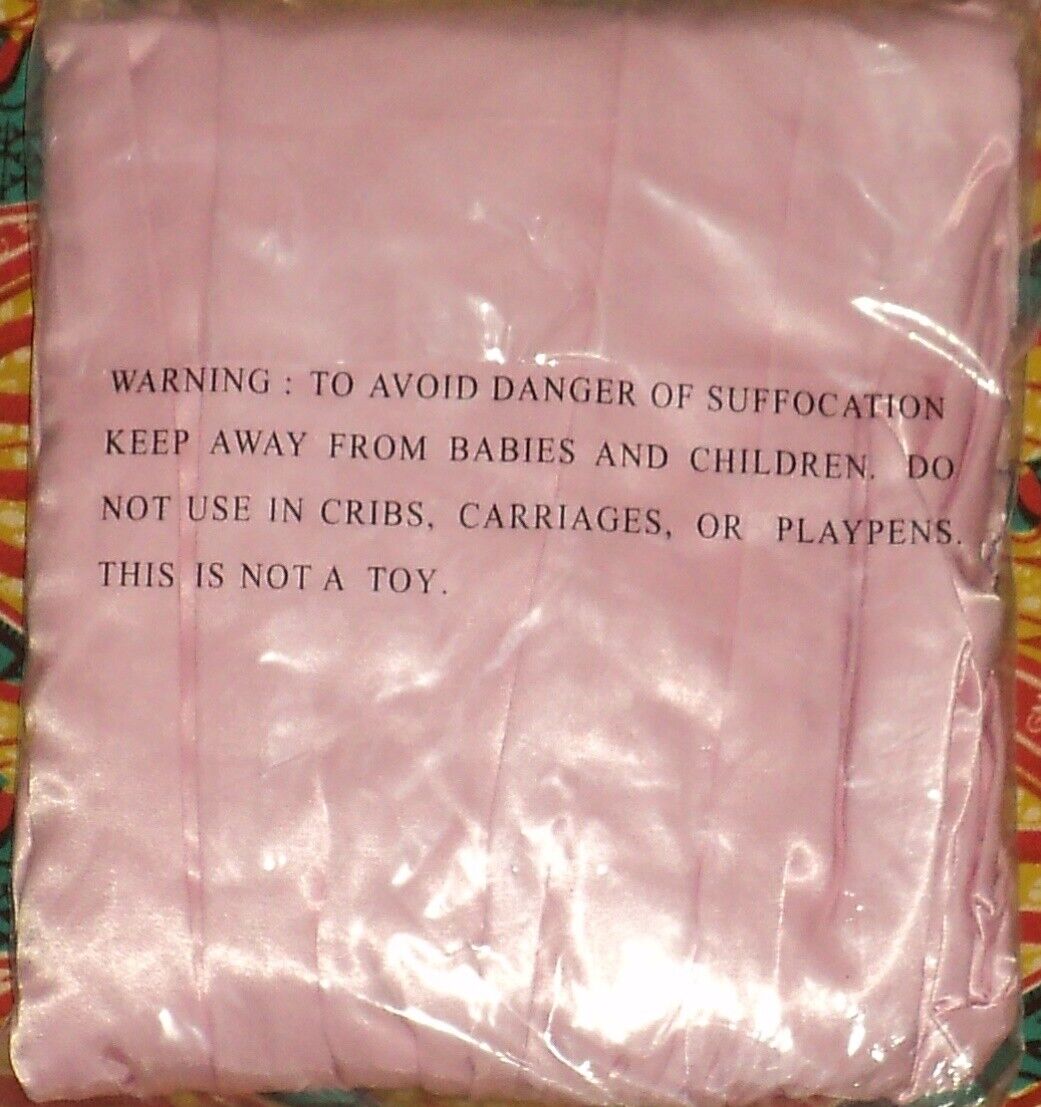 WARNING : TO AVOID DANGER OF SUFFOCATION
KEEP AWAY FROM BABIES AND CHILDREN. DO
NOT USE IN CRIBS, CARRIAGES, OR PLAYPENS.
THIS IS NOT A TOY.